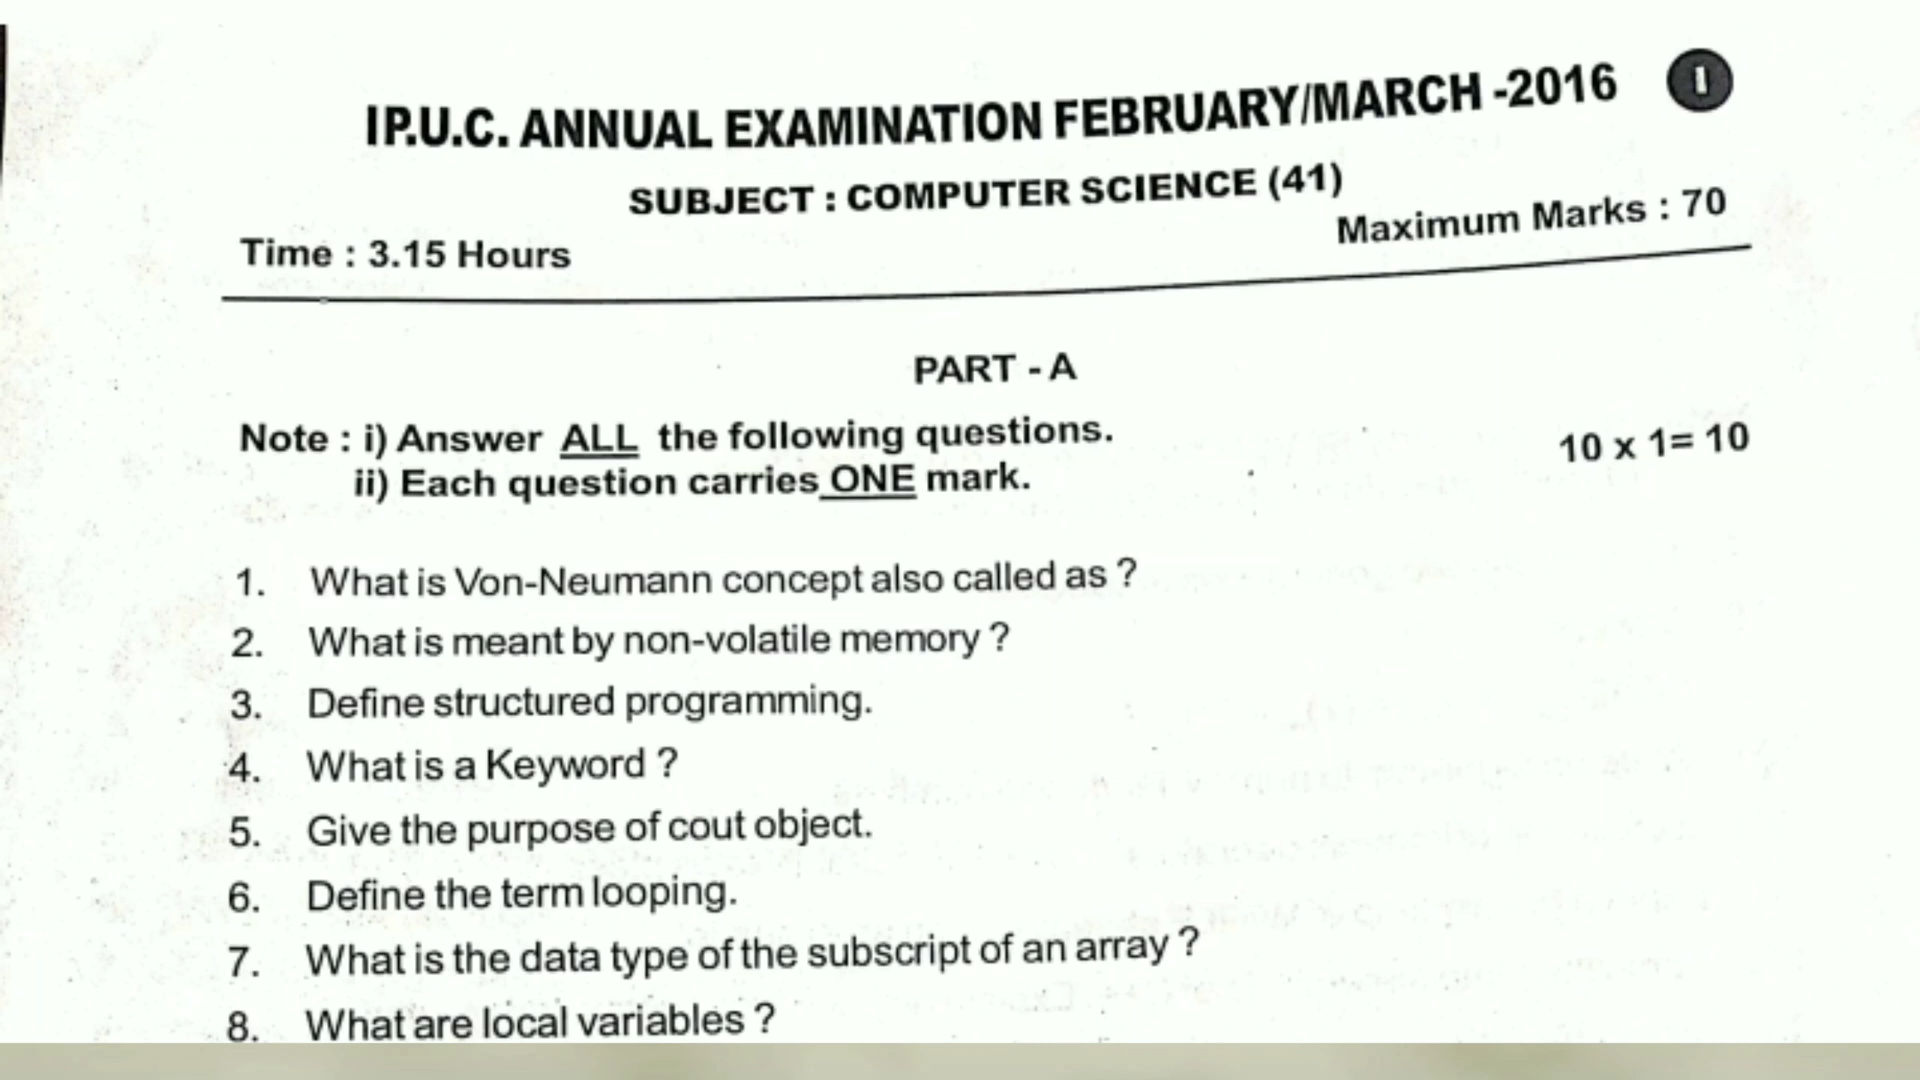 I P.U.C. ANNUAL EXAMINATION FEBRUARY/MARCH -2016 1
SUBJECT : COMPUTER SCIENCE (41)
Time : 3.15 Hours Maximum Marks : 70
PART - A
Note : i) Answer ALL the following questions. 10 x 1= 10
ii) Each question carries ONE mark.
1. What is Von-Neumann concept also called as ?
2. What is meant by non-volatile memory ?
3. Define structured programming.
4. What is a Keyword ?
5. Give the purpose of cout object.
6. Define the term looping.
7. What is the data type of the subscript of an array ?
8. What are local variables ?